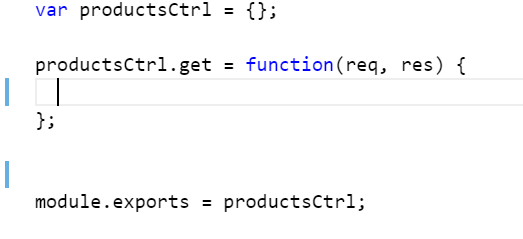 var productsCtrl = {};
productsCtrl.get = function(req, res) {
};
module.exports = productsCtrl;